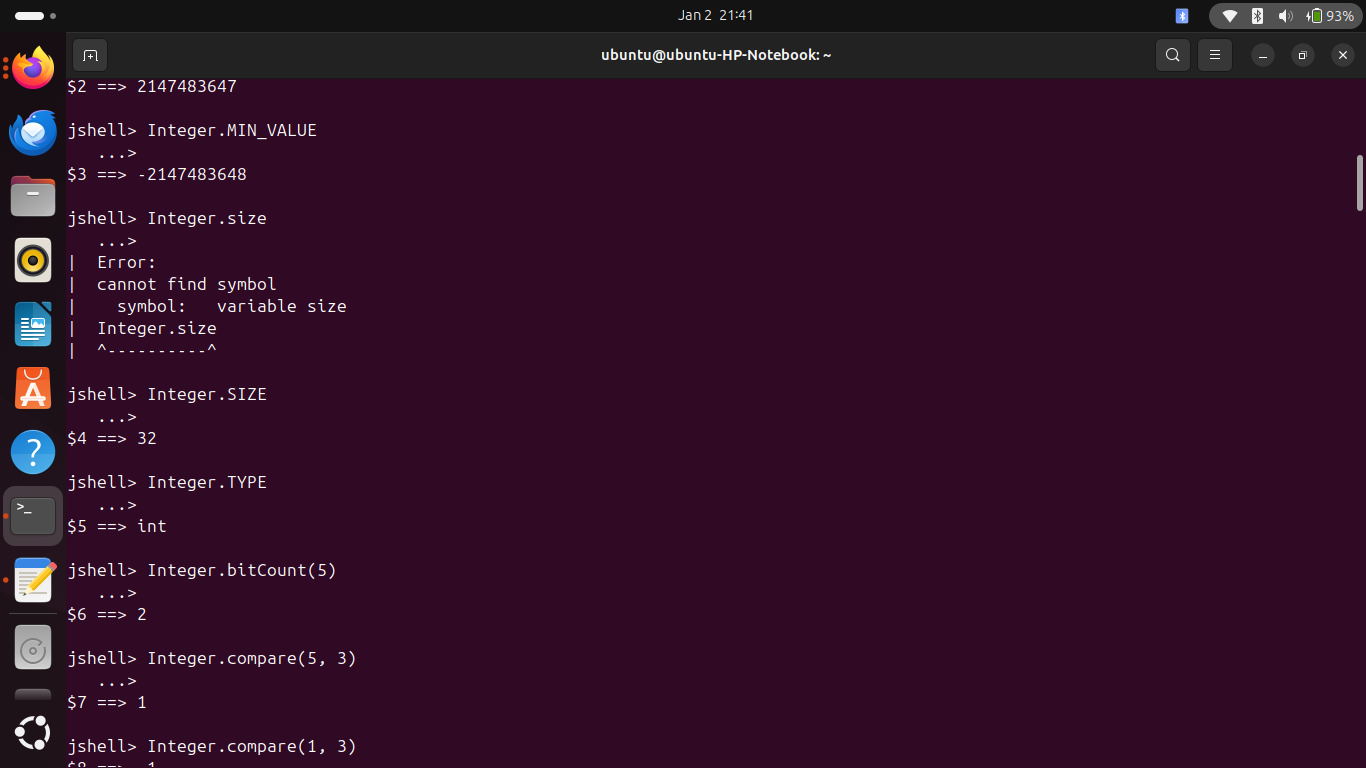 Jan 2 21:41
93%
ubuntu@ubuntu-HP-Notebook: ~
$2 ==> 2147483647
jshell> Integer.MIN_VALUE
...>
$3 ==> -2147483648
jshell> Integer.size
...>
| Error:
| cannot find symbol
| symbol: variable size
| Integer.size
| ^----------^
jshell> Integer.SIZE
...>
$4 ==> 32
jshell> Integer.TYPE
...>
$5 ==> int
jshell> Integer.bitCount(5)
...>
$6 ==> 2
jshell> Integer.compare(5, 3)
...>
$7 ==> 1
jshell> Integer.compare(1, 3)